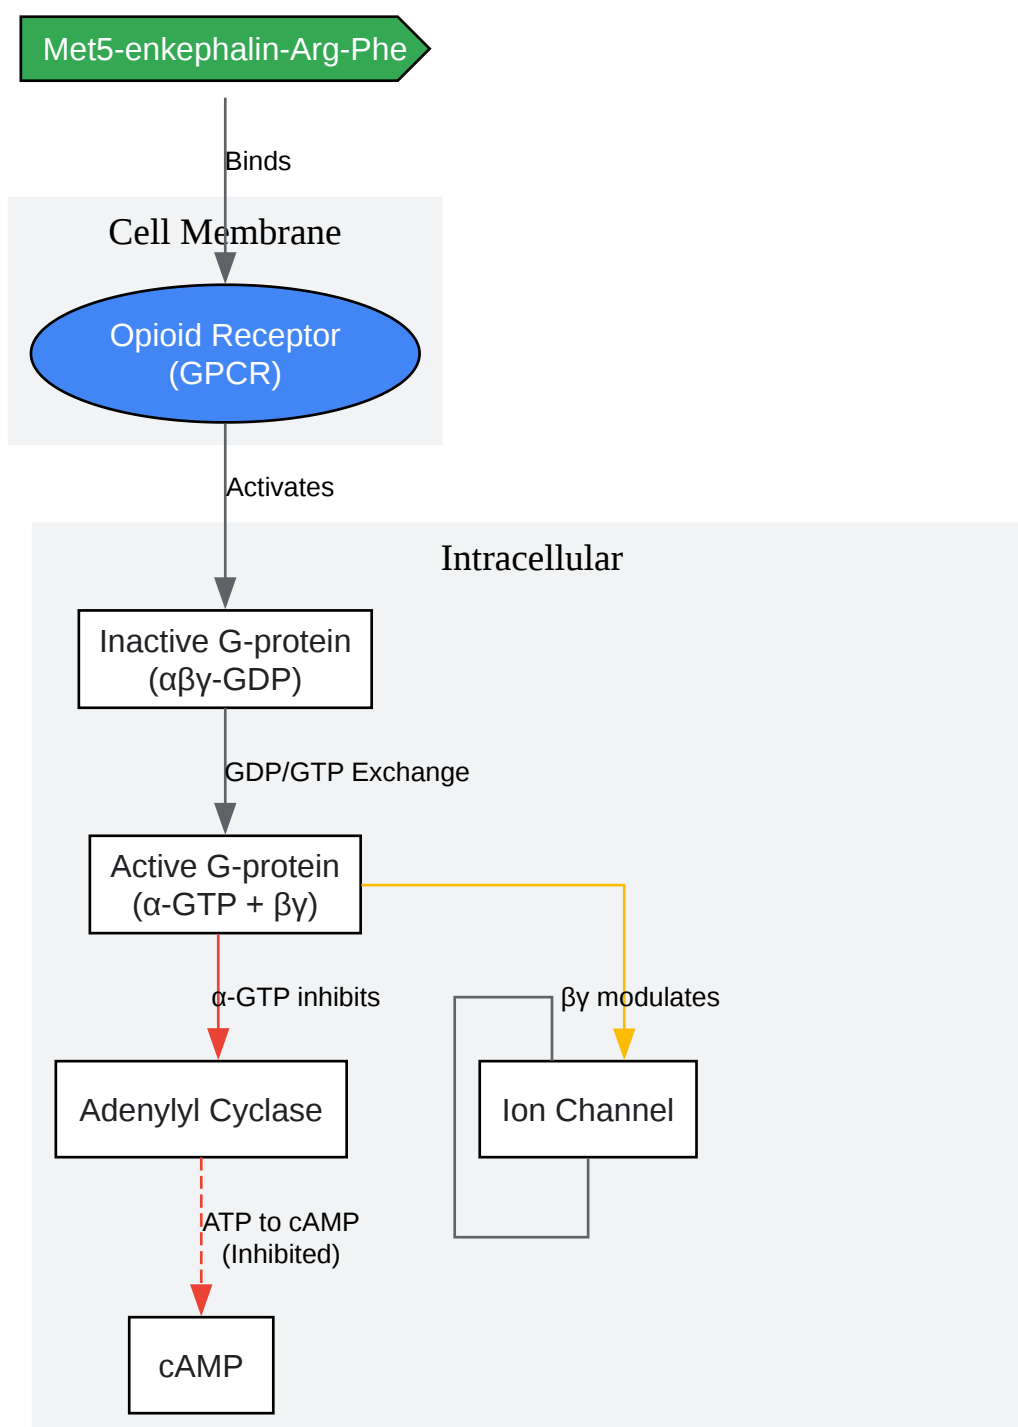 Met5-enkephalin-Arg-Phe
Binds
Cell Membrane
Opioid Receptor
(GPCR)
Activates
Intracellular
Inactive G-protein
(αβγ-GDP)
GDP/GTP Exchange
Active G-protein
(α-GTP + βγ)
α-GTP inhibits
βγ modulates
Adenylyl Cyclase
Ion Channel
ATP to cAMP
(Inhibited)
cAMP